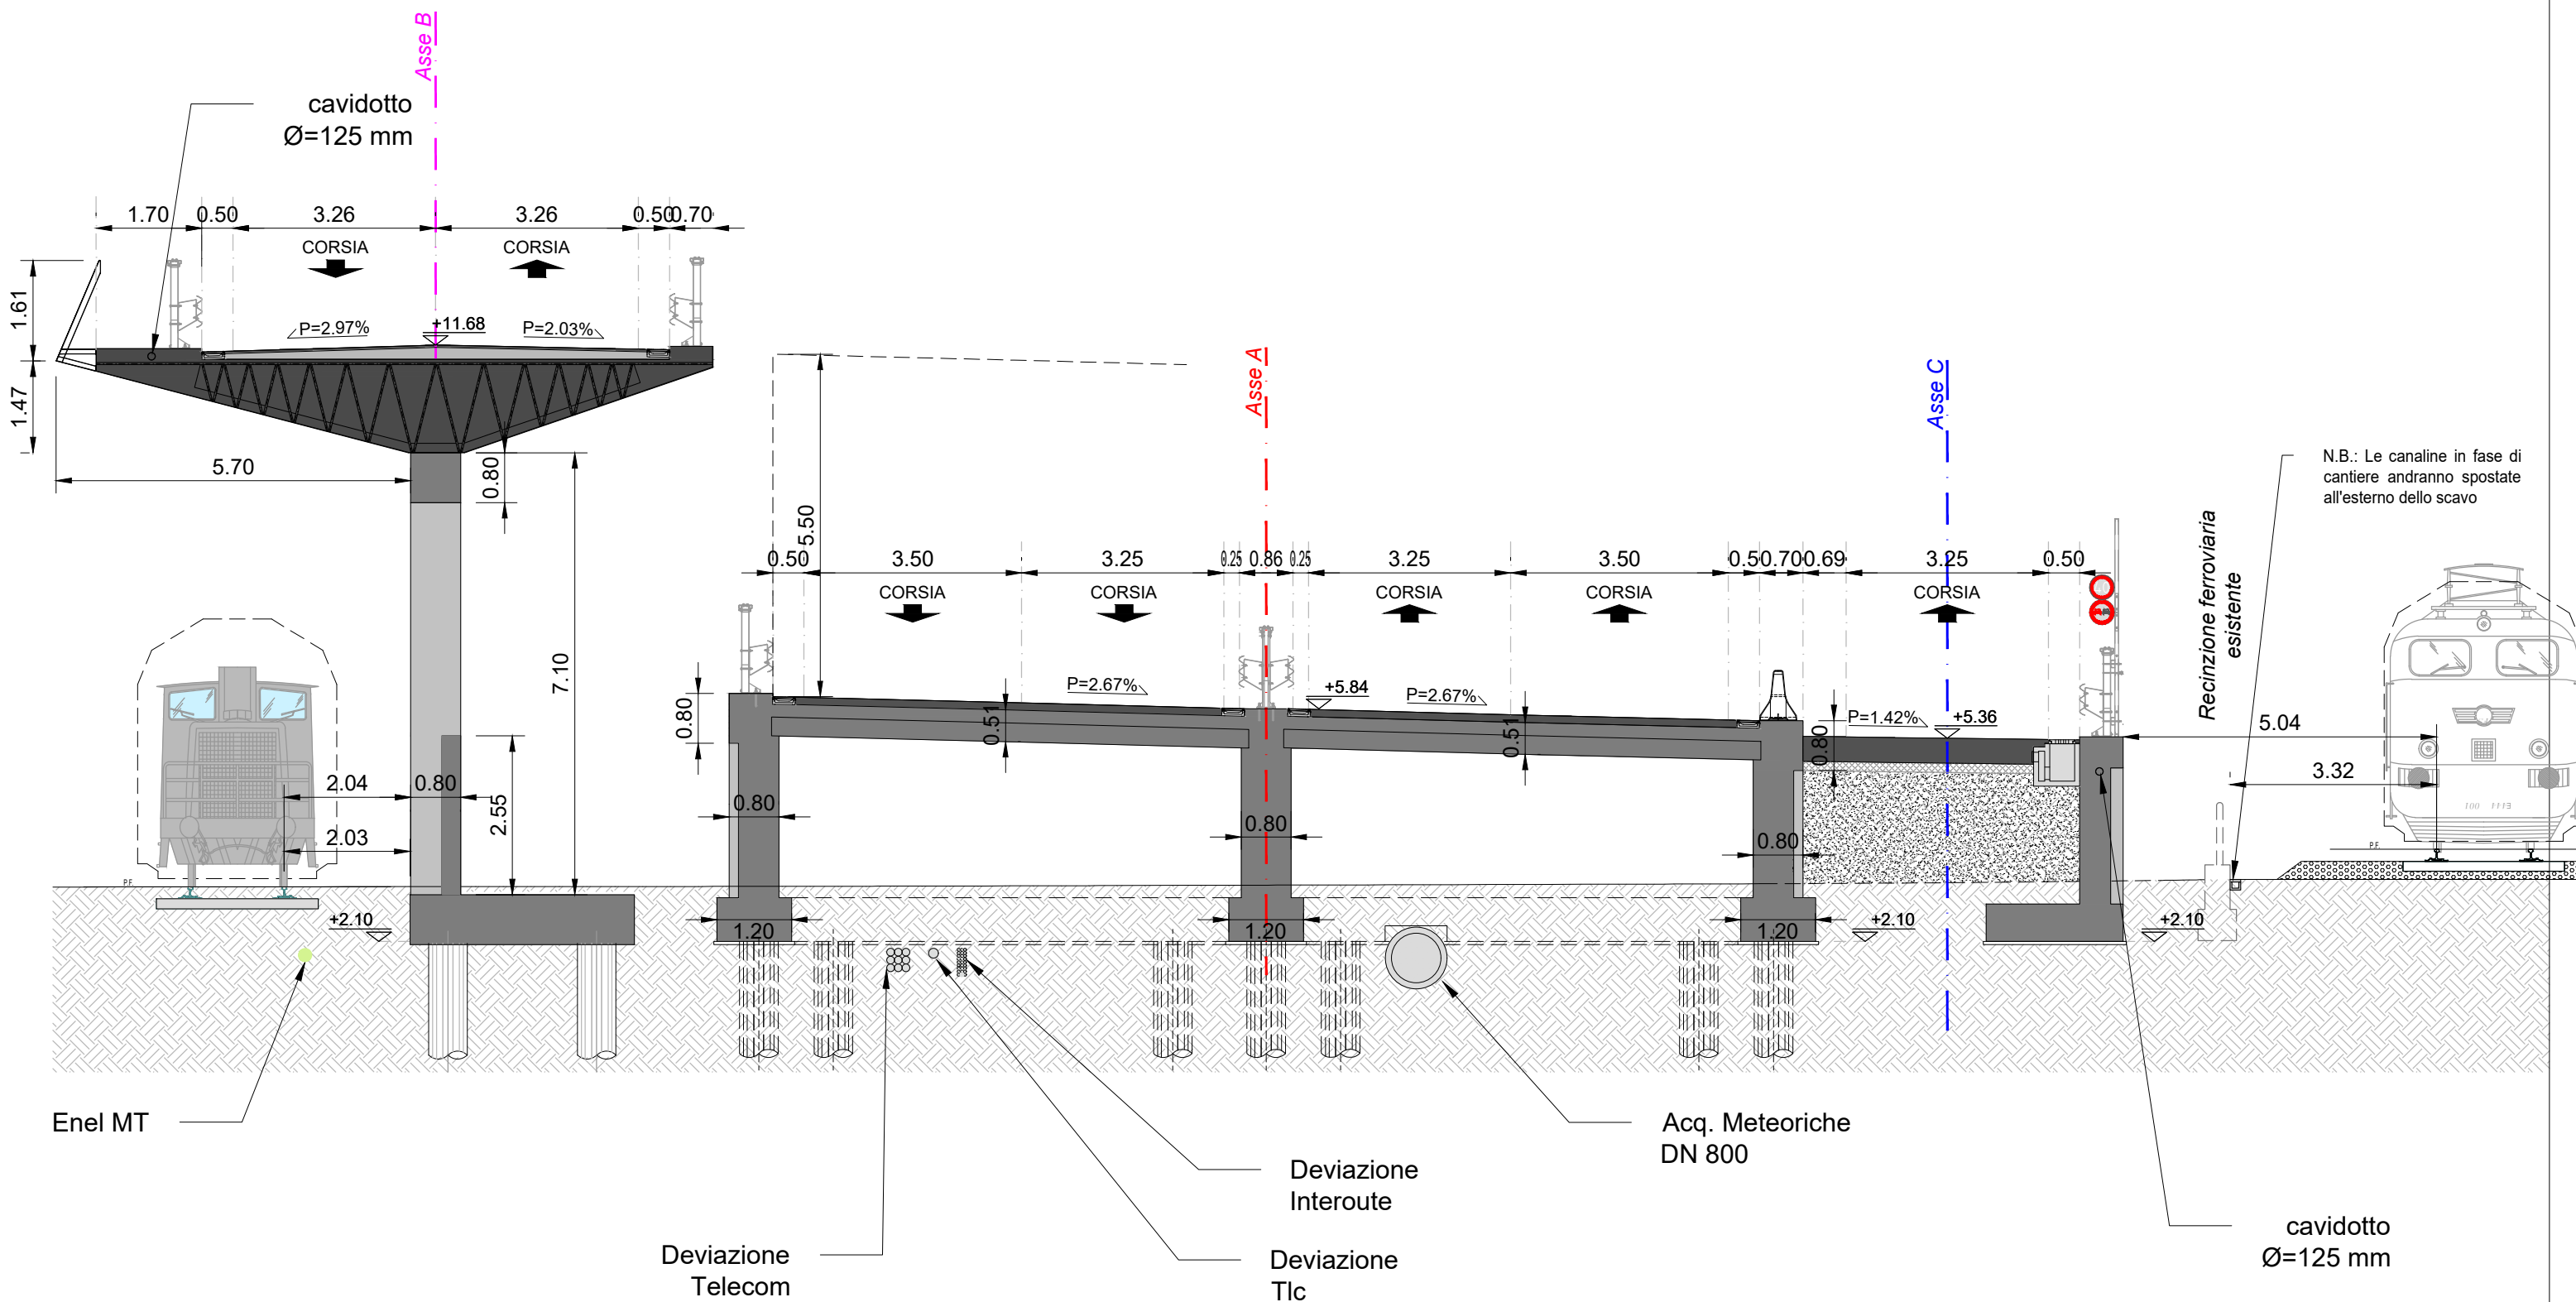 Asse B
cavidotto
Ø=125 mm
1.70 0.50 3.26 3.26 0.50 0.70
CORSIA CORSIA
1.61
P=2.97% +11.68 P=2.03%
1.47
5.70
0.80
7.10
2.55
2.04 0.80
2.03
P.F.
+2.10
Enel MT
Asse A
5.50
0.50 3.50 3.25 0.25 0.86 0.25 3.25 3.50 0.50 0.70 0.69 3.25 0.50
CORSIA CORSIA CORSIA CORSIA CORSIA
Asse C
P=2.67% +5.84 P=2.67%
P=1.42% +5.36
0.80 0.51 0.51 0.80
0.80 0.80 0.80
1.20 1.20 1.20
+2.10 +2.10
N.B.: Le canaline in fase di
cantiere andranno spostate
all'esterno dello scavo
Recinzione ferroviaria
esistente
5.04
3.32
100 1113
P.F.
Acq. Meteoriche
DN 800
Deviazione
Interoute
Deviazione
Telecom
Deviazione
Tlc
cavidotto
Ø=125 mm